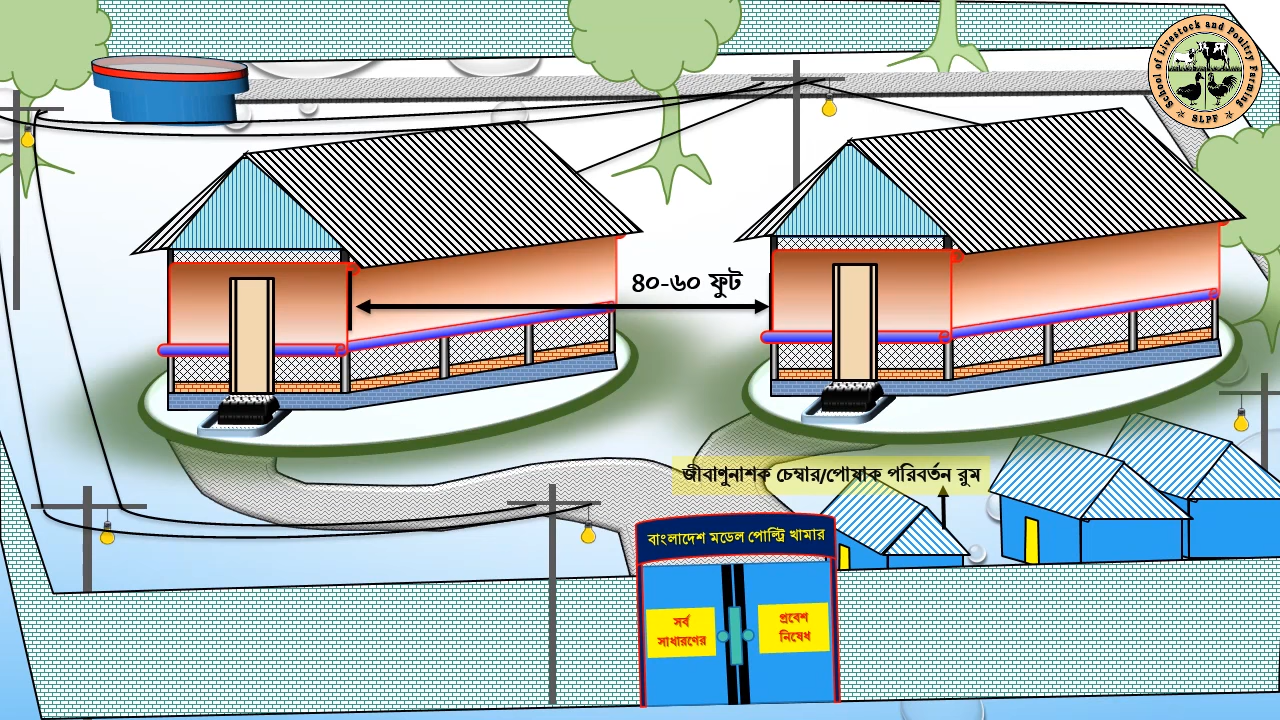 School of Livestock and Poultry Farming
SLPF
৪০-৬০ ফুট
জীবাণুনাশক চেম্বার/পোষাক পরিবর্তন রুম
বাংলাদেশ মডেল পোল্ট্রি খামার
সর্ব
সাধারণের
প্রবেশ
নিষেধ